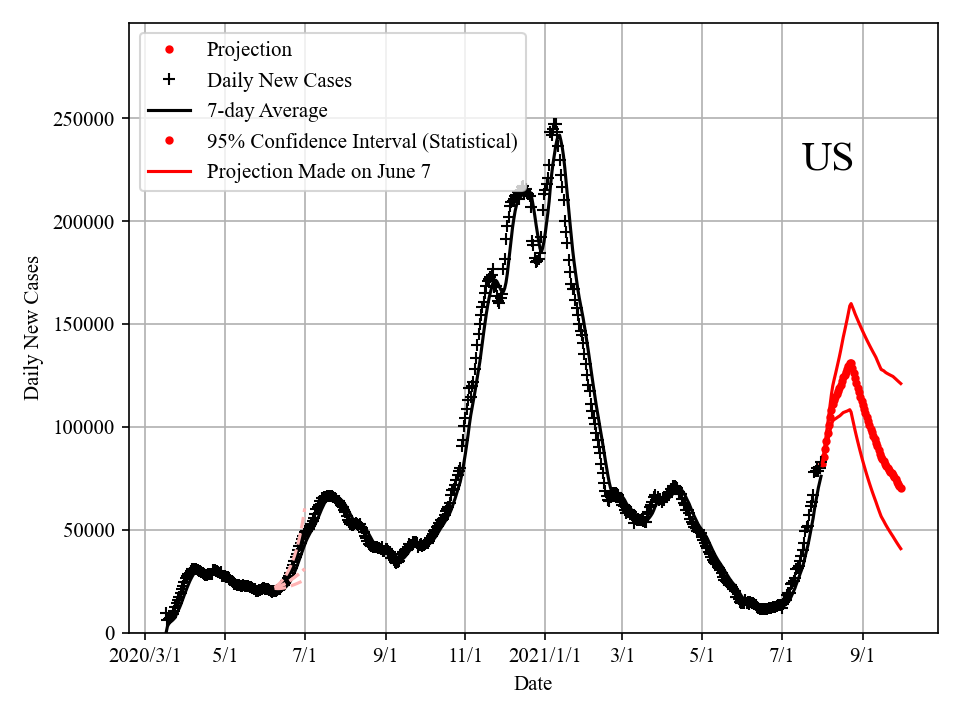 Projection
Daily New Cases
7-day Average
95% Confidence Interval (Statistical)
Projection Made on June 7
US
250000
200000
150000
100000
50000
0
Daily New Cases
2020/3/1 5/1 7/1 9/1 11/1 2021/1/1 3/1 5/1 7/1 9/1
Date